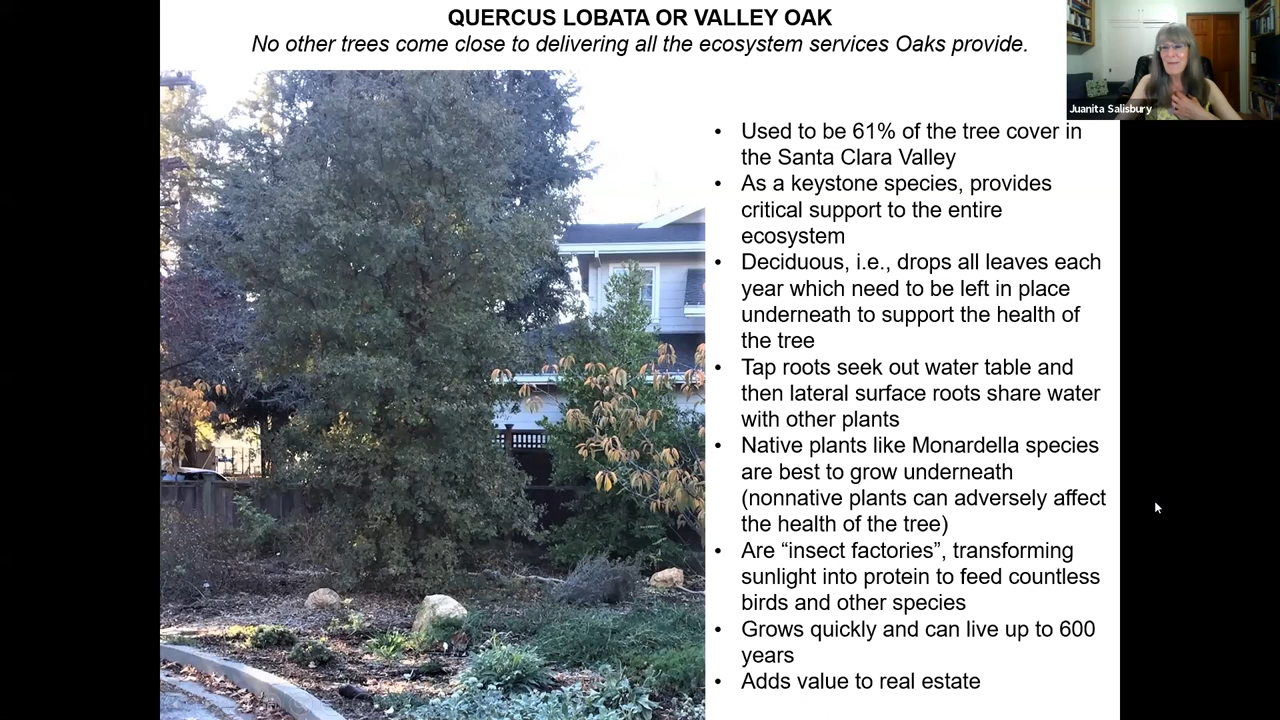 QUERCUS LOBATA OR VALLEY OAK
No other trees come close to delivering all the ecosystem services Oaks provide.
Juanita Salisbury
• Used to be 61% of the tree cover in
the Santa Clara Valley
• As a keystone species, provides
critical support to the entire
ecosystem
• Deciduous, i.e., drops all leaves each
year which need to be left in place
underneath to support the health of
the tree
• Tap roots seek out water table and
then lateral surface roots share water
with other plants
• Native plants like Monardella species
are best to grow underneath
(nonnative plants can adversely affect
the health of the tree)
• Are “insect factories”, transforming
sunlight into protein to feed countless
birds and other species
• Grows quickly and can live up to 600
years
• Adds value to real estate